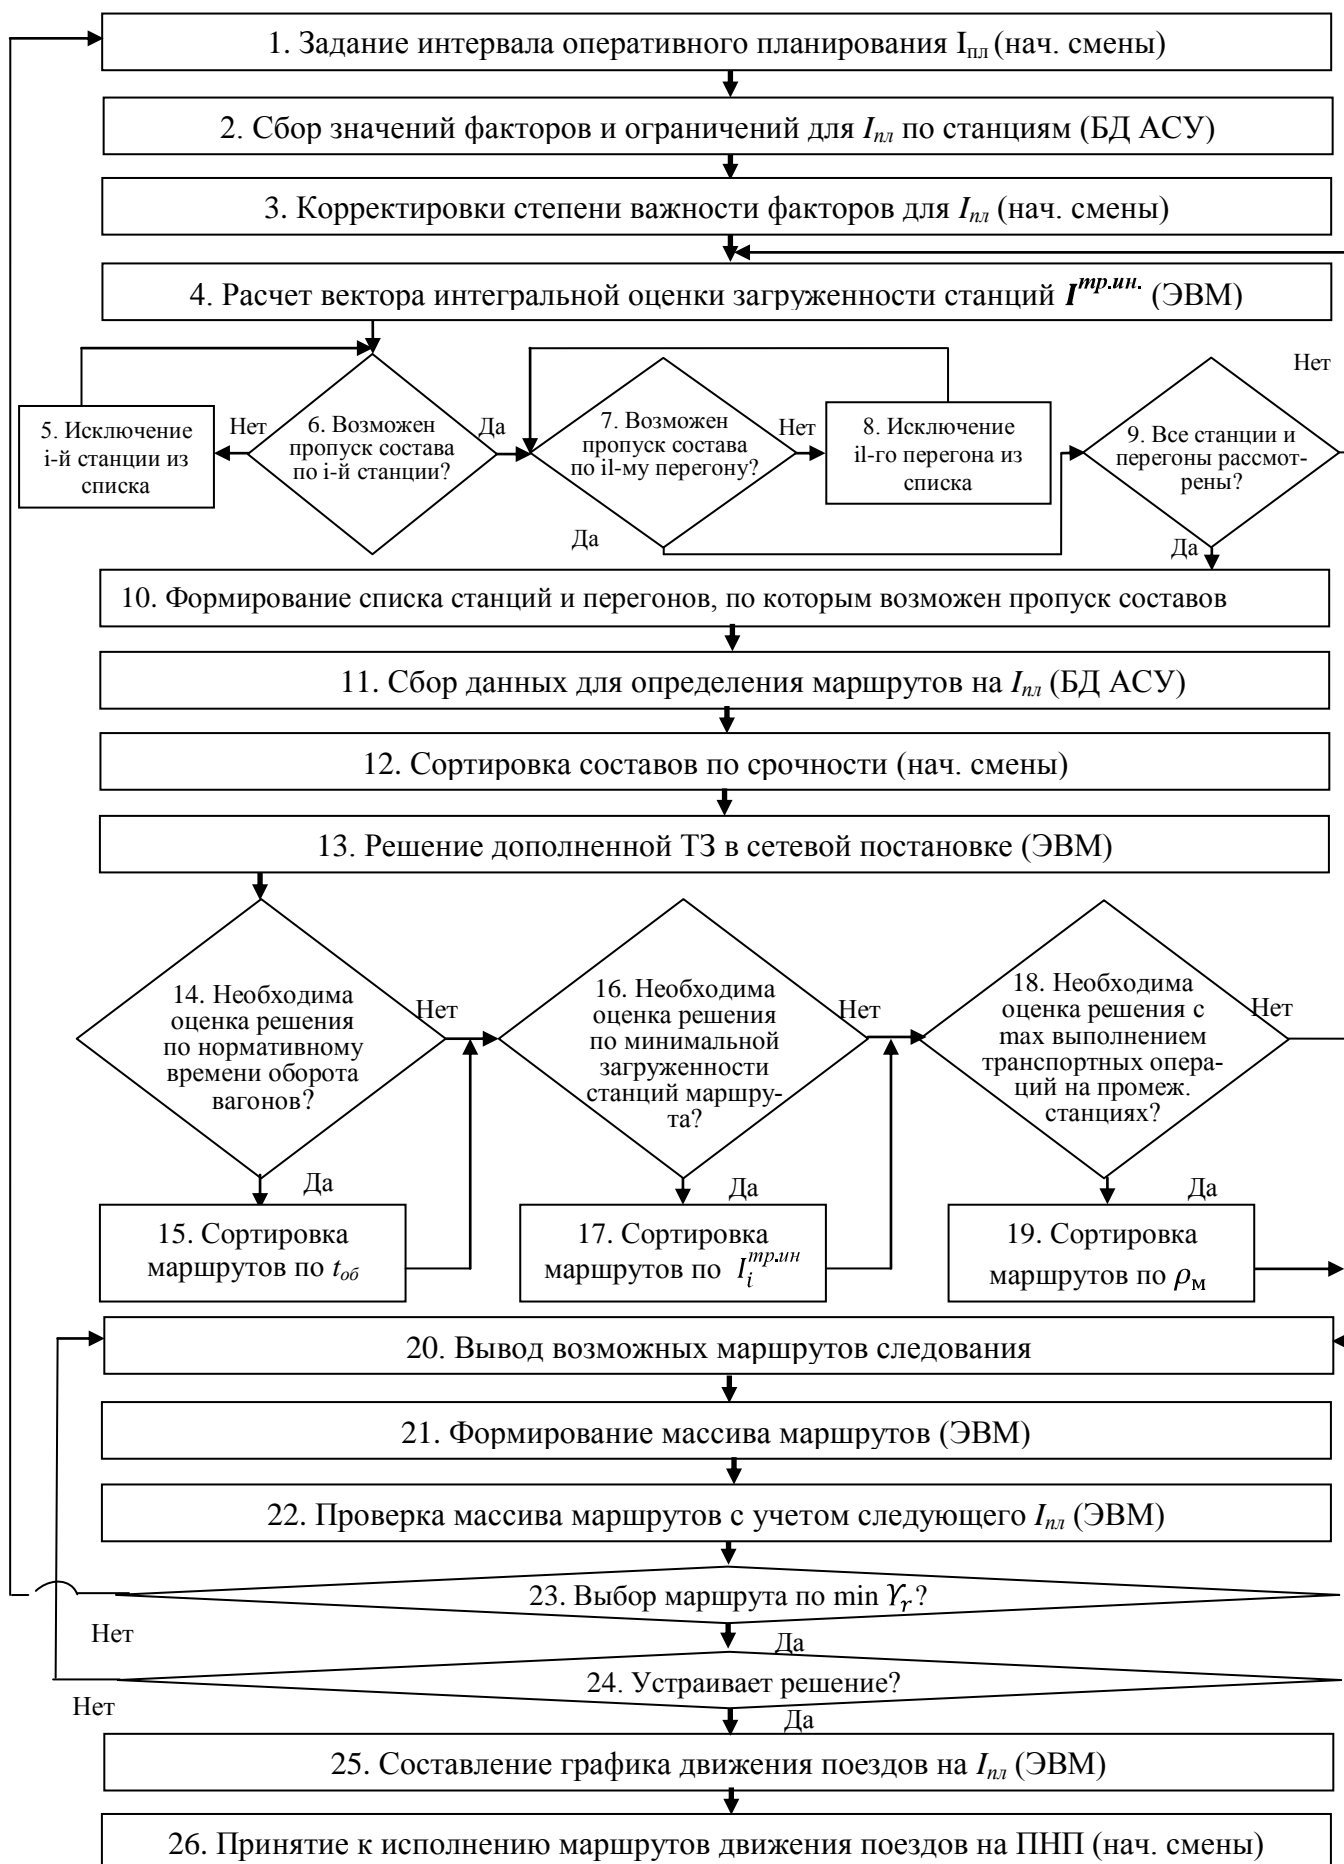 1. Задание интервала оперативного планирования Iпл (нач. смены)
2. Сбор значений факторов и ограничений для Iпл по станциям (БД АСУ)
3. Корректировки степени важности факторов для Iпл (нач. смены)
4. Расчет вектора интегральной оценки загруженности станций I тр.ин. (ЭВМ)
5. Исключение
i-й станции из
списка
Нет
6. Возможен
пропуск состава
по i-й станции?
Да
7. Возможен
пропуск состава
по il-му перегону?
Да
Нет
8. Исключение
il-го перегона из
списка
9. Все станции и
перегоны рассмот-
рены?
Нет
Да
10. Формирование списка станций и перегонов, по которым возможен пропуск составов
11. Сбор данных для определения маршрутов на Iпл (БД АСУ)
12. Сортировка составов по срочности (нач. смены)
13. Решение дополненной ТЗ в сетевой постановке (ЭВМ)
14. Необходима
оценка решения
по нормативному
времени оборота
вагонов?
Нет
Да
16. Необходима
оценка решения
по минимальной
загруженности
станций маршру-
та?
Нет
Да
18. Необходима
оценка решения с
max выполнением
транспортных опера-
ций на промеж.
станциях?
Нет
Да
15. Сортировка
маршрутов по tоб
17. Сортировка
маршрутов по Iiтр.ин
19. Сортировка
маршрутов по ρм
20. Вывод возможных маршрутов следования
21. Формирование массива маршрутов (ЭВМ)
22. Проверка массива маршрутов с учетом следующего Iпл (ЭВМ)
23. Выбор маршрута по min Υr?
Нет
Да
24. Устраивает решение?
Нет
Да
25. Составление графика движения поездов на Iпл (ЭВМ)
26. Принятие к исполнению маршрутов движения поездов на ПНП (нач. смены)